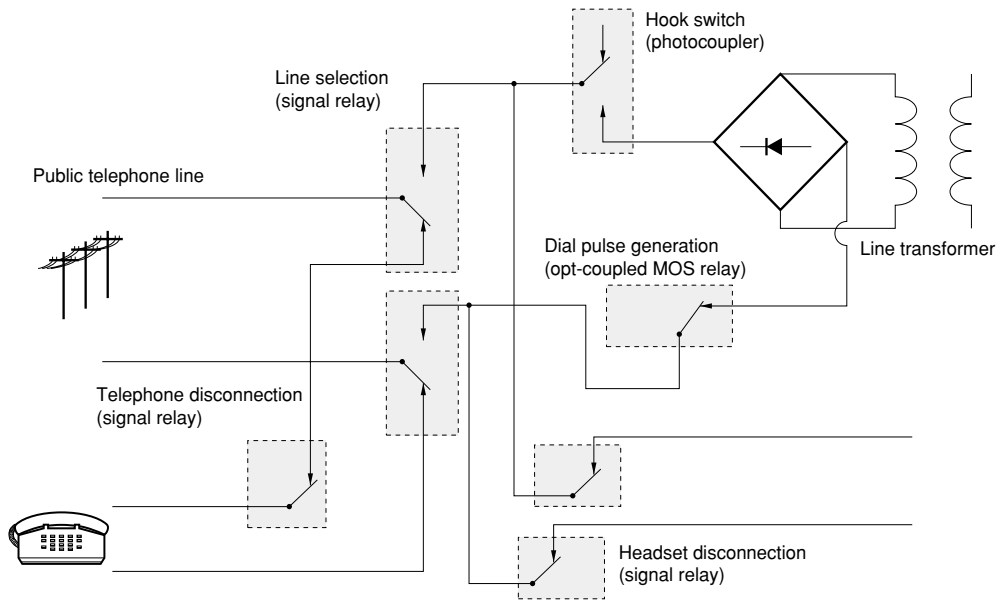 Hook switch
(photocoupler)
Line selection
(signal relay)
Public telephone line
Dial pulse generation
(opt-coupled MOS relay)
Line transformer
Telephone disconnection
(signal relay)
Headset disconnection
(signal relay)